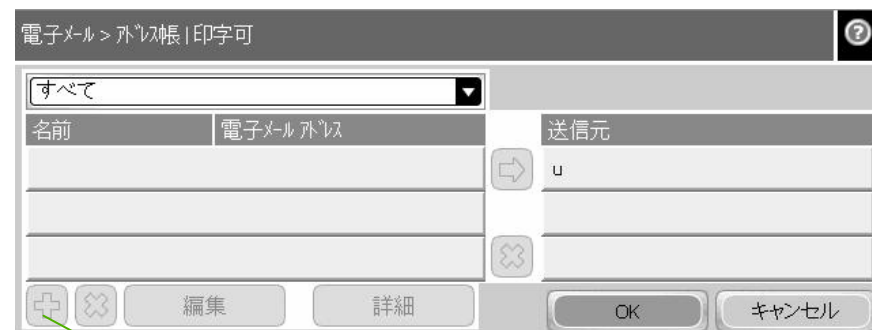 電子ﾒｰﾙ > ｱﾄﾞﾚｽ帳 | 印字可
?
すべて
名前 電子ﾒｰﾙ ｱﾄﾞﾚｽ 送信元
u
編集 詳細 OK キャンセル